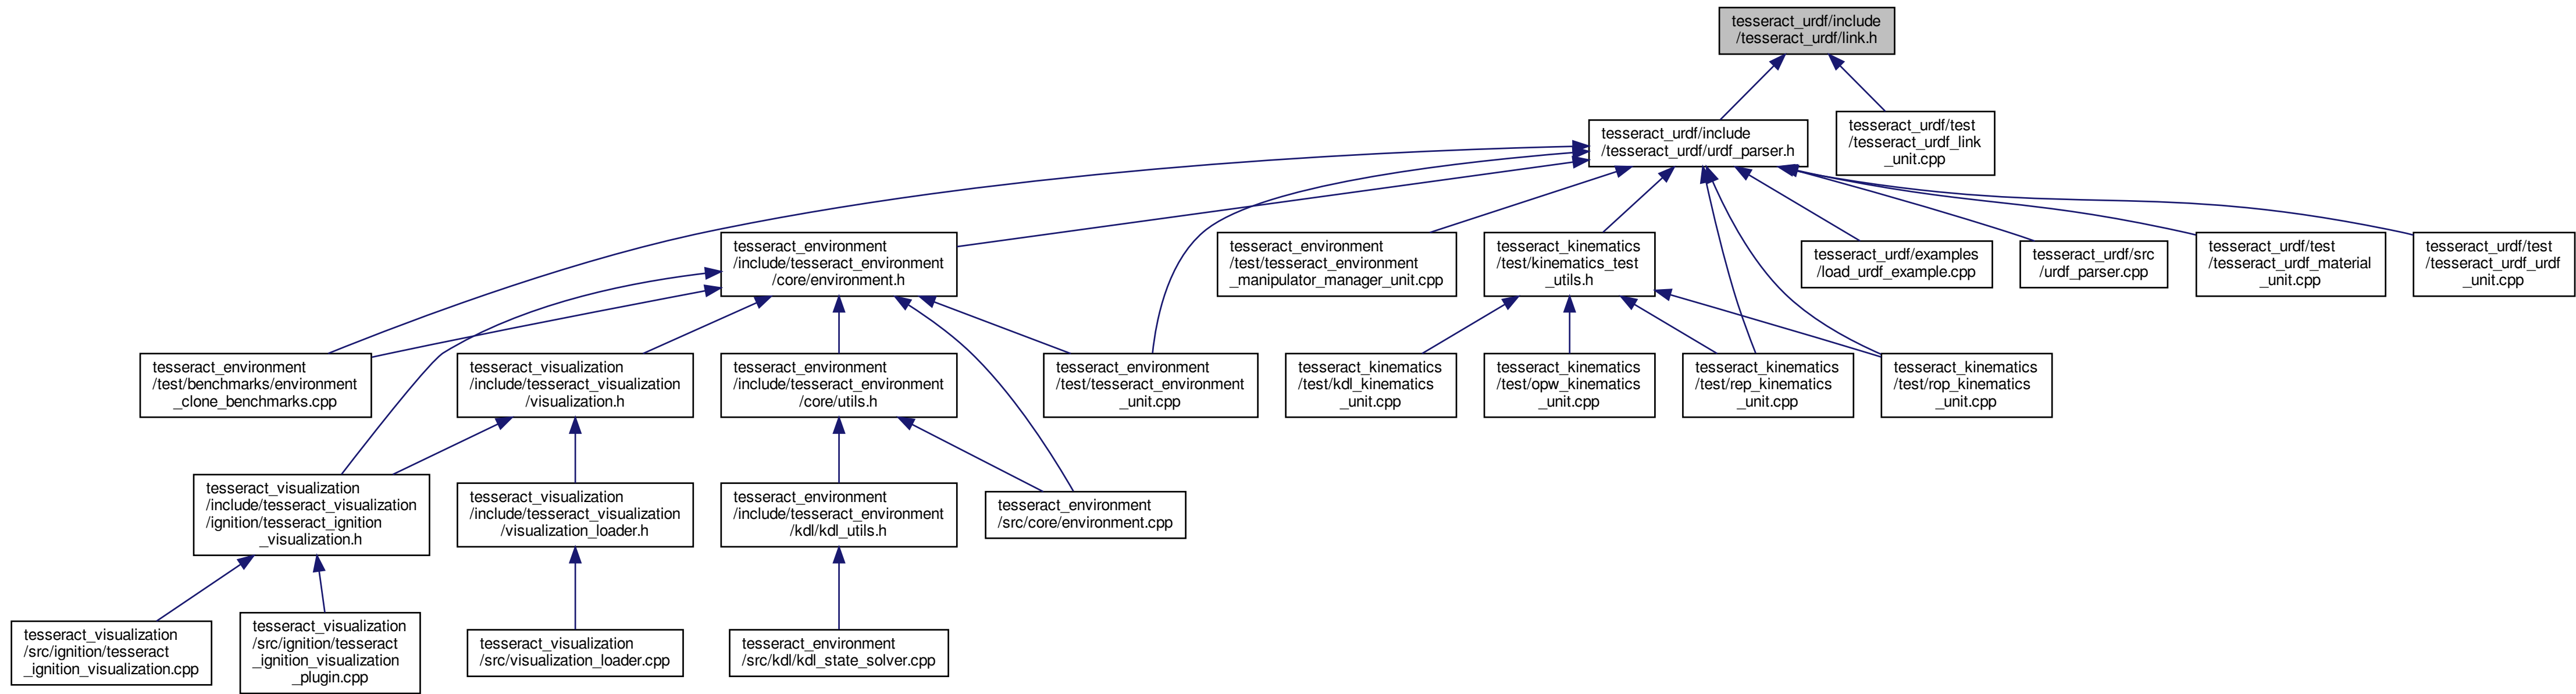 tesseract_urdf/include
/tesseract_urdf/link.h
tesseract_urdf/include
/tesseract_urdf/urdf_parser.h
tesseract_urdf/test
/tesseract_urdf_link
_unit.cpp
tesseract_environment
/include/tesseract_environment
/core/environment.h
tesseract_environment
/test/tesseract_environment
_manipulator_manager_unit.cpp
tesseract_kinematics
/test/kinematics_test
_utils.h
tesseract_urdf/examples
/load_urdf_example.cpp
tesseract_urdf/src
/urdf_parser.cpp
tesseract_urdf/test
/tesseract_urdf_material
_unit.cpp
tesseract_urdf/test
/tesseract_urdf_urdf
_unit.cpp
tesseract_environment
/test/benchmarks/environment
_clone_benchmarks.cpp
tesseract_visualization
/include/tesseract_visualization
/visualization.h
tesseract_environment
/include/tesseract_environment
/core/utils.h
tesseract_environment
/test/tesseract_environment
_unit.cpp
tesseract_kinematics
/test/kdl_kinematics
_unit.cpp
tesseract_kinematics
/test/opw_kinematics
_unit.cpp
tesseract_kinematics
/test/rep_kinematics
_unit.cpp
tesseract_kinematics
/test/rop_kinematics
_unit.cpp
tesseract_visualization
/include/tesseract_visualization
/ignition/tesseract_ignition
_visualization.h
tesseract_visualization
/include/tesseract_visualization
/visualization_loader.h
tesseract_environment
/include/tesseract_environment
/kdl/kdl_utils.h
tesseract_environment
/src/core/environment.cpp
tesseract_visualization
/src/ignition/tesseract
_ignition_visualization.cpp
tesseract_visualization
/src/ignition/tesseract
_ignition_visualization
_plugin.cpp
tesseract_visualization
/src/visualization_loader.cpp
tesseract_environment
/src/kdl/kdl_state_solver.cpp